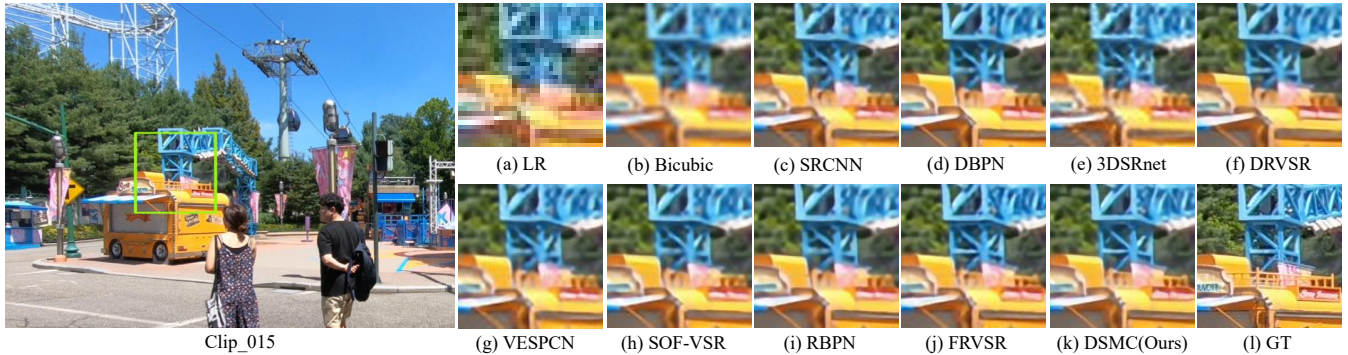 (a) LR
(b) Bicubic
(c) SRCNN
(d) DBPN
(e) 3DSRnet
(f) DRVSR
(g) VESPCN
(h) SOF-VSR
(i) RBPN
(j) FRVSR
(k) DSMC(Ours)
(l) GT
Clip_015